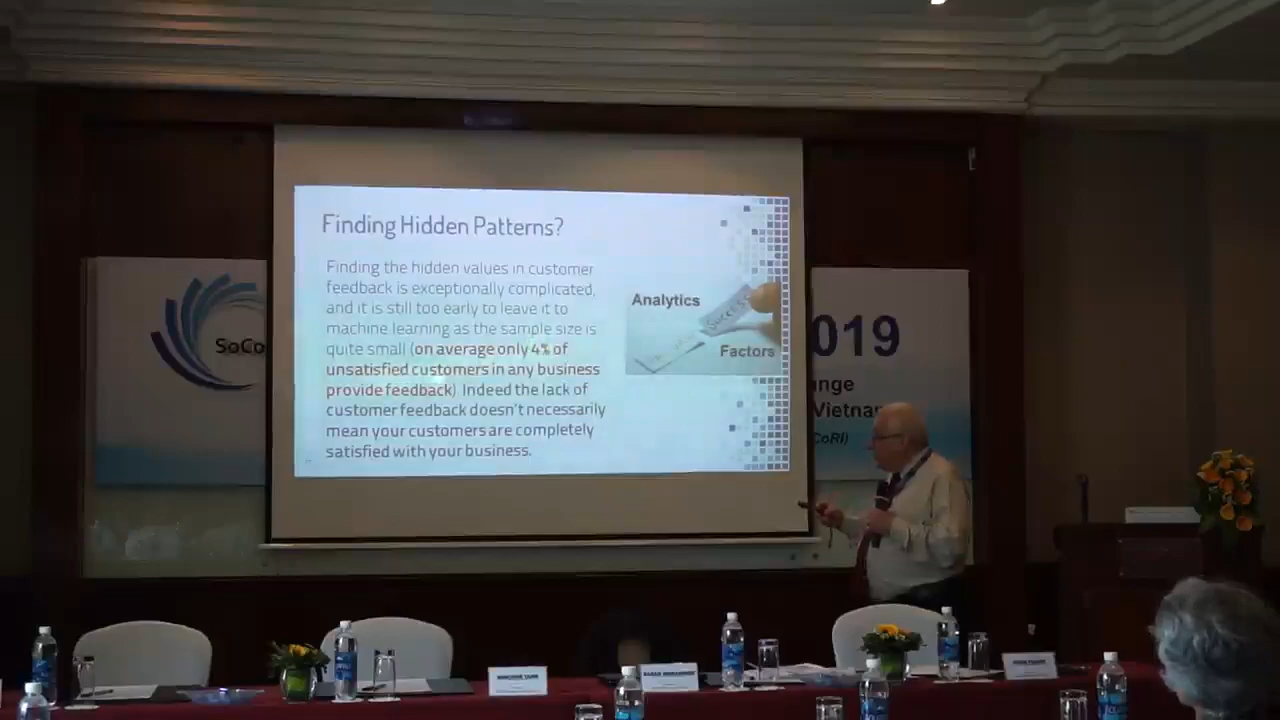 Finding Hidden Patterns?
Finding the hidden values in customer
feedback is exceptionally complicated,
and it is still too early to leave it to
machine learning as the sample size is
quite small (on average only 4% of
unsatisfied customers in any business
provide feedback). Indeed the lack of
customer feedback doesn't necessarily
mean your customers are completely
satisfied with your business.
Analytics
Success
Factors
SoCo
019
ange
Vietna
CoRI)